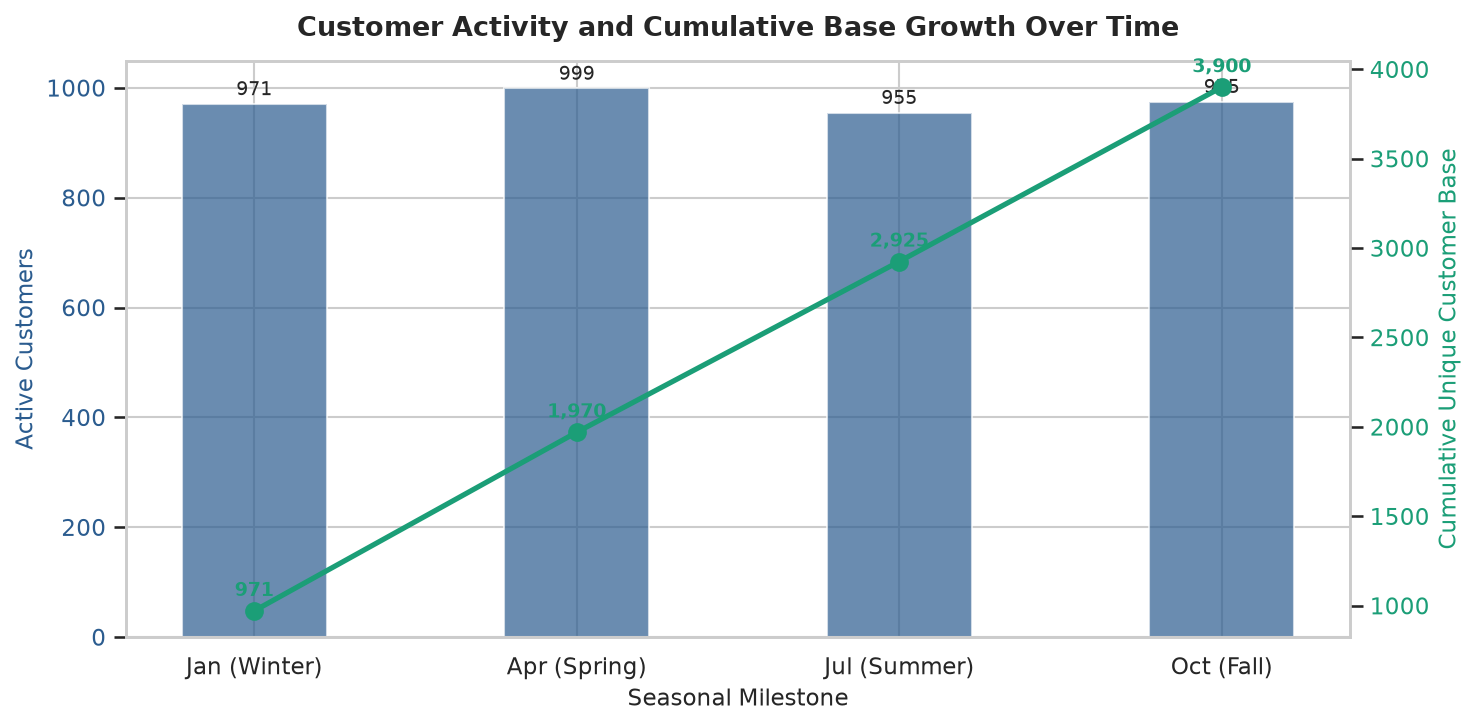 Customer Activity and Cumulative Base Growth Over Time
3,900
4000
999
1000
971
955
3500
800
2,925
3000
600
2500
1,970
400
2000
200
1500
971
1000
0
Active Customers
Cumulative Unique Customer Base
Jan (Winter)
Apr (Spring)
Jul (Summer)
Oct (Fall)
Seasonal Milestone